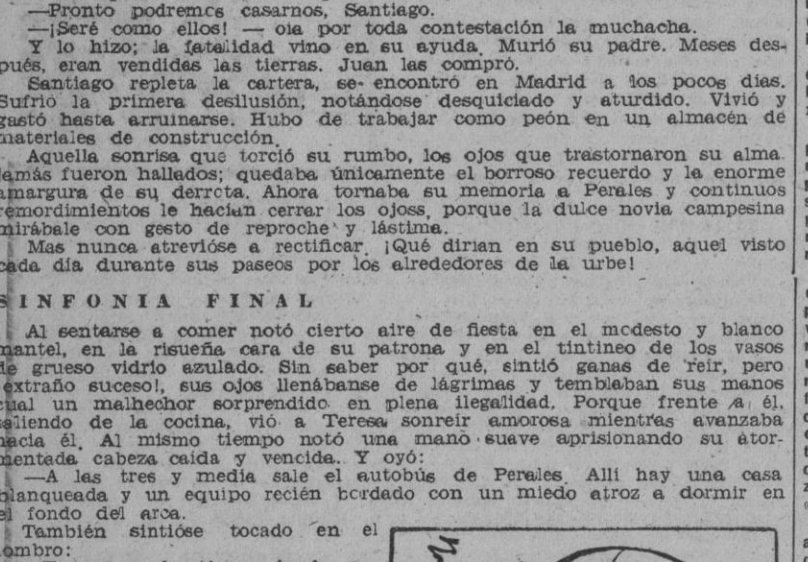 —Pronto podremcs casarnos, Santiago.
—¡Seré como ellos! — oia por toda contestación la muchacha.
Y lo hizo; la fatalidad vino en su ayuda. Murió su padre. Meses des-
pués, eran vendidas las tierras. Juan las compró.
Santiago repleta la cartera, se encontró en Madrid a los pocos dias.
Sufrio la primera desilusión, notándose desquiciado y aturdido. Vivió y
gastó hasta arruinarse. Hubo de trabajar como peón en un almacén de
materiales de construcción.
Aquella sonrisa que torció su rumbo, los ojos que trastornaron su alma.
jamás fueron hallados; quedaba únicamente el borroso recuerdo y la enorme
amargura de su derrota. Ahora tornaba su memoria a Perales y continuos
remordimientos le hacian cerrar los ojoss, porque la dulce novia campesina
mirábale con gesto de reproche y lástima.
Mas nunca atrevióse a rectificar. ¡Qué dirian en su pueblo, aquel visto
cada día durante sus paseos por los alrededores de la urbe!
SINFONIA FINAL
Al sentarse a comer notó cierto aire de fiesta en el mcdesto y blanco
mantel, en la risueña cara de su patrona y en el tintineo de los vasos
de grueso vidrio azulado. Sin saber por qué, sintió ganas de reír, pero
¡extraño suceso!, sus ojos llenábanse de lágrimas y temblaban sus manos
cual un malhechor sorprendido en plena ilegalidad. Porque frente a él,
saliendo de la cocina, vió a Teresa sonreír amorosa mientras avanzaba
hacia él. Al mismo tiempo notó una mano suave aprisionando su ator-
mentada cabeza caida y vencida. Y oyó:
—A las tres y media sale el autobús de Perales. Alli hay una casa
blanqueada y un equipo recién bordado con un miedo atroz a dormir en
el fondo del arca.
También sintióse tocado en el
hombro: